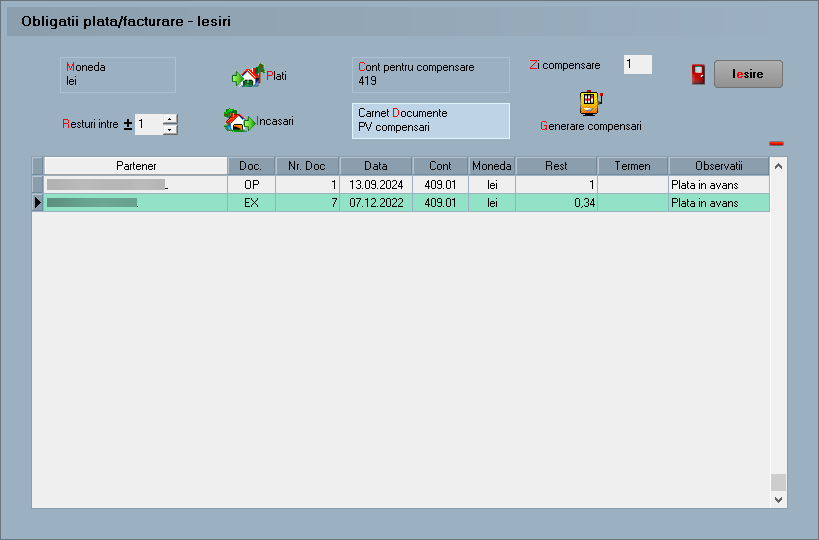 Obligatii plata/facturare - Iesiri
Moneda
lei
Plati
Cont pentru compensare
419
Zi compensare 1
Iesire
Resturi intre ± 1
Incasari
Carnet Documente
PV compensari
Generare compensari
Partener Doc. Nr. Doc Data Cont Moneda Rest Termen Observatii
OP 1 13.09.2024 409.01 lei 1 Plata in avans
EX 7 07.12.2022 409.01 lei 0,34 Plata in avans